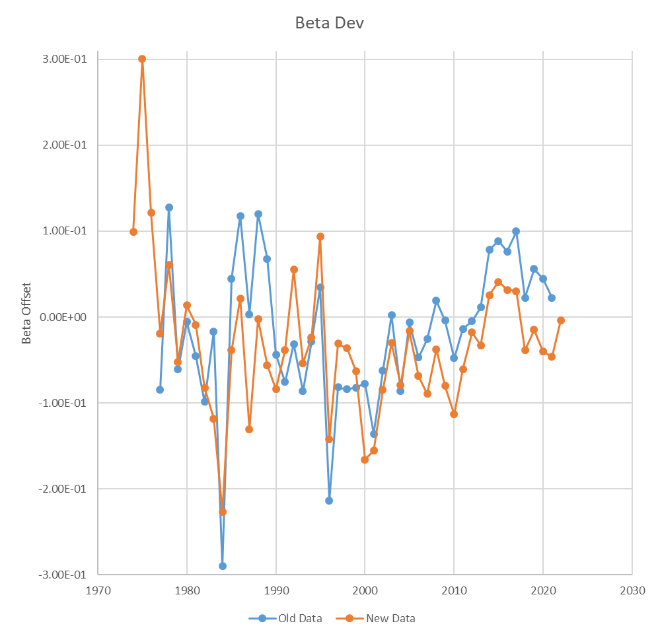 Beta Dev
3.00E-01
2.00E-01
1.00E-01
0.00E+00
-1.00E-01
-2.00E-01
-3.00E-01
Beta Offset
1970 1980 1990 2000 2010 2020 2030
Old Data New Data